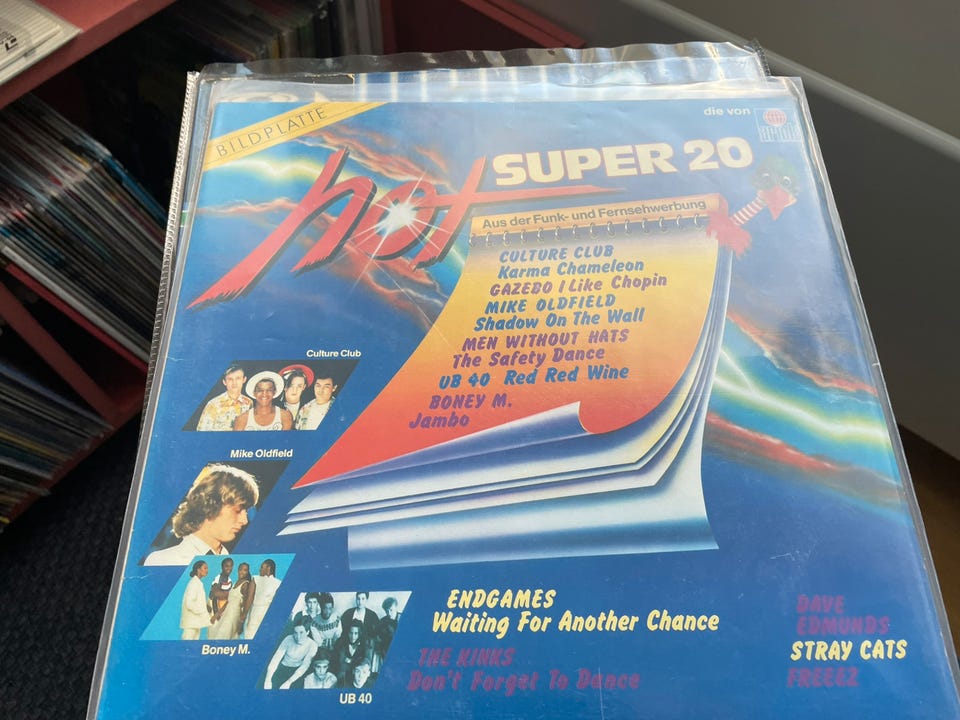 BILDPLATTE
die von
ARIOLA
hot SUPER 20
Aus der Funk- und Fernsehwerbung
CULTURE CLUB
Karma Chameleon
GAZEBO I Like Chopin
MIKE OLDFIELD
Shadow On The Wall
MEN WITHOUT HATS
The Safety Dance
UB 40 Red Red Wine
BONEY M.
Jambo
Culture Club
Mike Oldfield
Boney M.
UB 40
ENDGAMES
Waiting For Another Chance
THE KINKS
Don't Forget To Dance
DAVE
EDMUNDS
STRAY CATS
FREEEZ